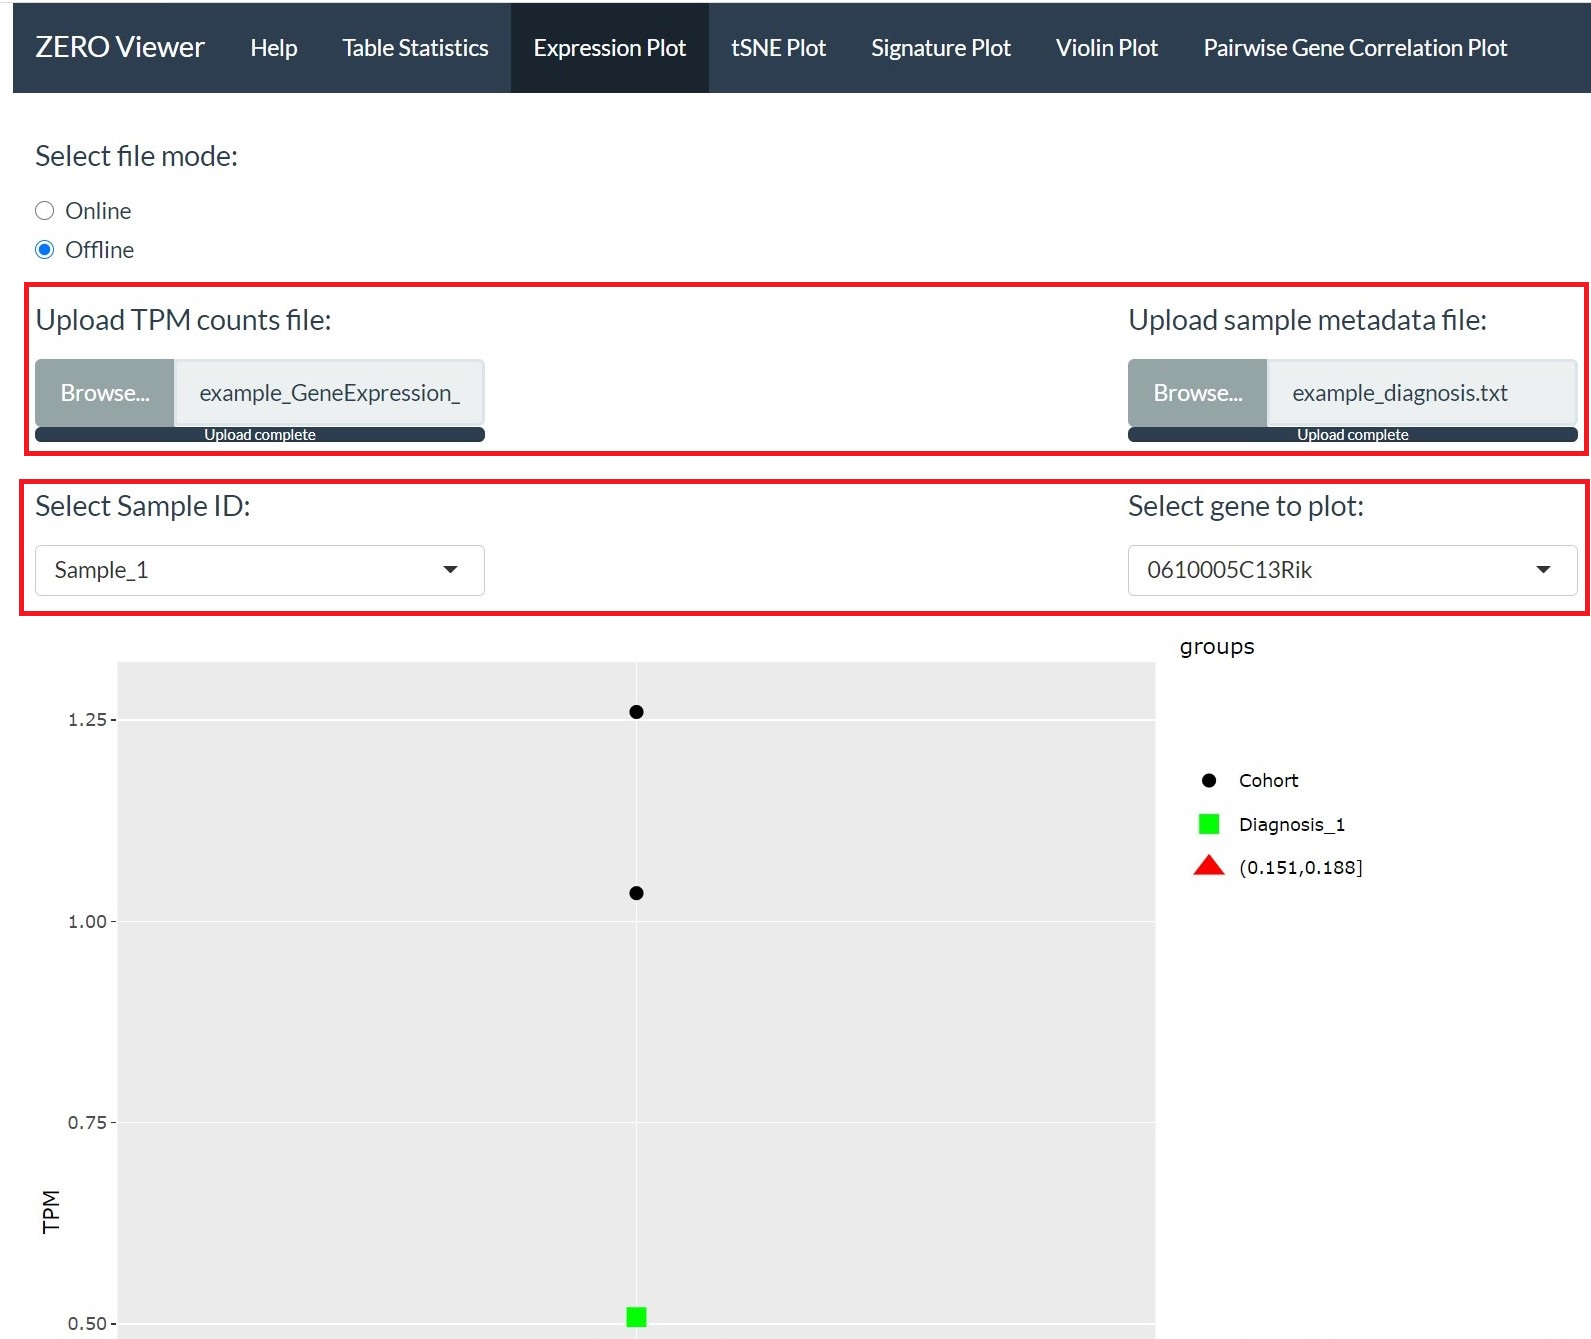 ZERO Viewer Help Table Statistics Expression Plot tSNE Plot Signature Plot Violin Plot Pairwise Gene Correlation Plot
Select file mode:
Online
Offline
Upload TPM counts file: Upload sample metadata file:
Browse... example_GeneExpression_ Browse... example_diagnosis.txt
Upload complete Upload complete
Select Sample ID: Select gene to plot:
Sample_1 0610005C13Rik
groups
1.25
Cohort
Diagnosis_1
(0.151,0.188]
1.00
0.75
TPM
0.50